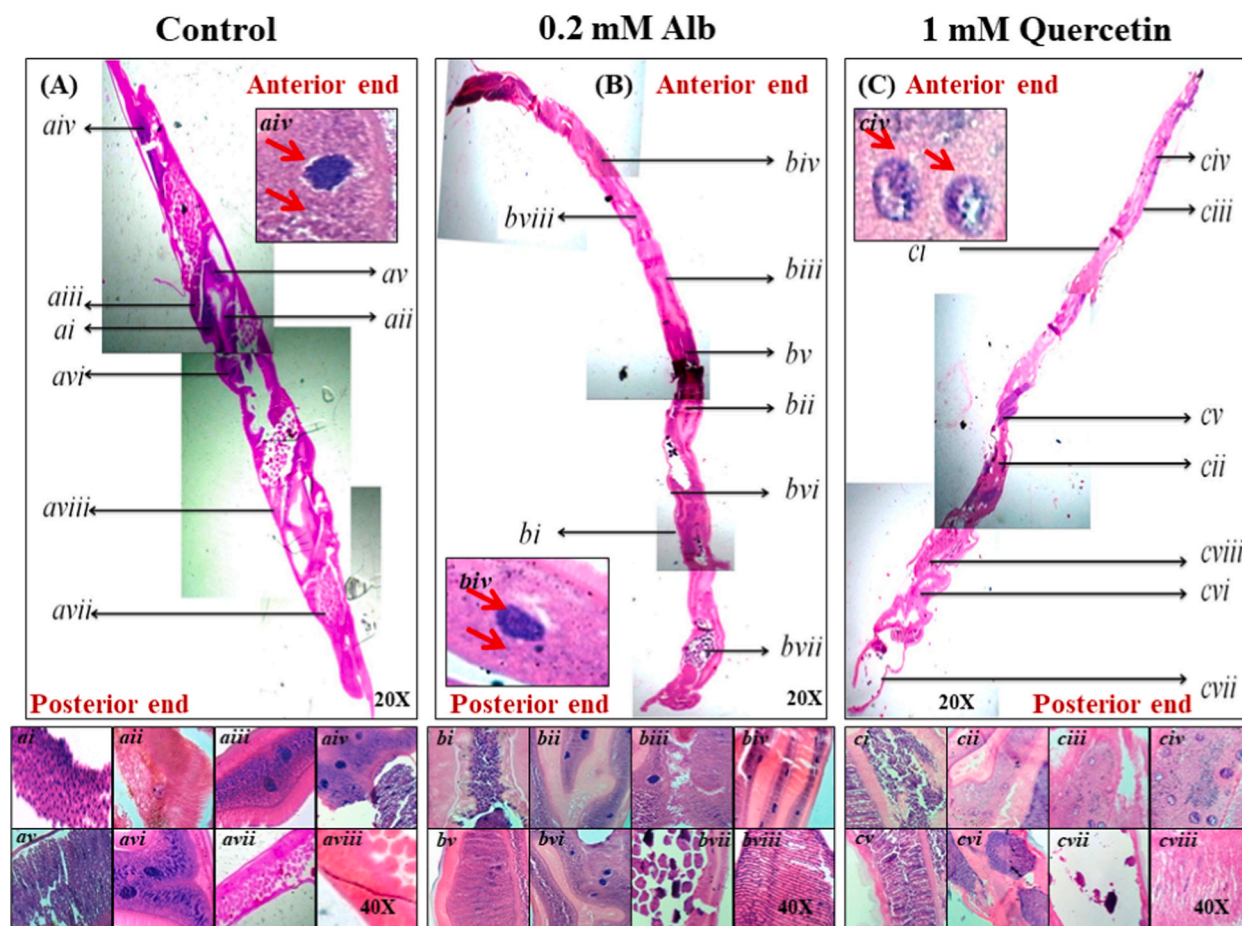 Control
0.2 mM Alb
1 mM Quercetin
(A)
Anterior end
aiv
aiv
av
aiii
aii
ai
avi
aviii
avii
Posterior end
20X
(B)
Anterior end
biv
bviii
biii
bv
bii
bvi
bi
biv
bvii
Posterior end
20X
(C)
Anterior end
civ
civ
ciii
ci
cv
cii
cviii
cvi
cvii
20X
Posterior end
ai
aii
aiii
aiv
av
avi
avii
aviii
40X
bi
bii
biii
biv
bv
bvi
bvii
bviii
40X
ci
cii
ciii
civ
cv
cvi
cvii
cviii
40X